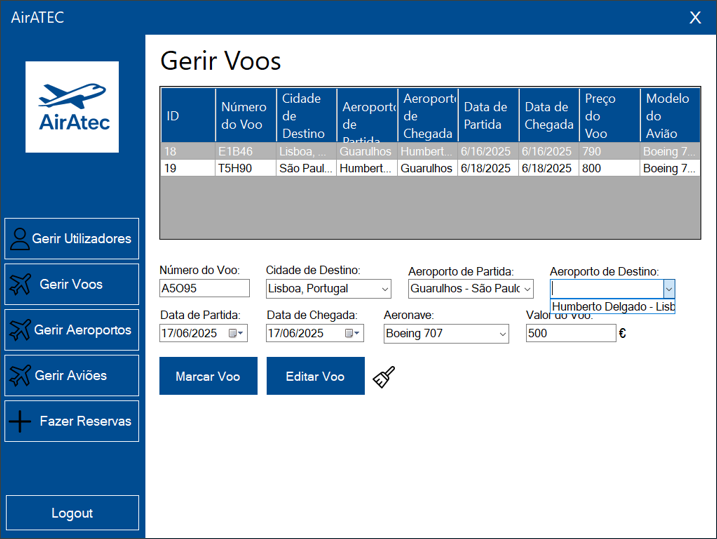 AirATEC X
AirAtec
Gerir Utilizadores
Gerir Voos
Gerir Aeroportos
Gerir Aviões
Fazer Reservas
Logout
Gerir Voos
ID Número do Voo Cidade de Destino Aeroporto de Partida Aeroporto de Chegada Data de Partida Data de Chegada Preço do Voo Modelo do Avião
18 E1B46 Lisboa, ... Guarulhos Humbert... 6/16/2025 6/16/2025 790 Boeing 7...
19 T5H90 São Paul... Humbert... Guarulhos 6/18/2025 6/18/2025 800 Boeing 7...
Número do Voo: Cidade de Destino: Aeroporto de Partida: Aeroporto de Destino:
A5O95 Lisboa, Portugal Guarulhos - São Paulo
Humberto Delgado - Lisb
Data de Partida: Data de Chegada: Aeronave: Valor do Voo:
17/06/2025 17/06/2025 Boeing 707 500 €
Marcar Voo Editar Voo